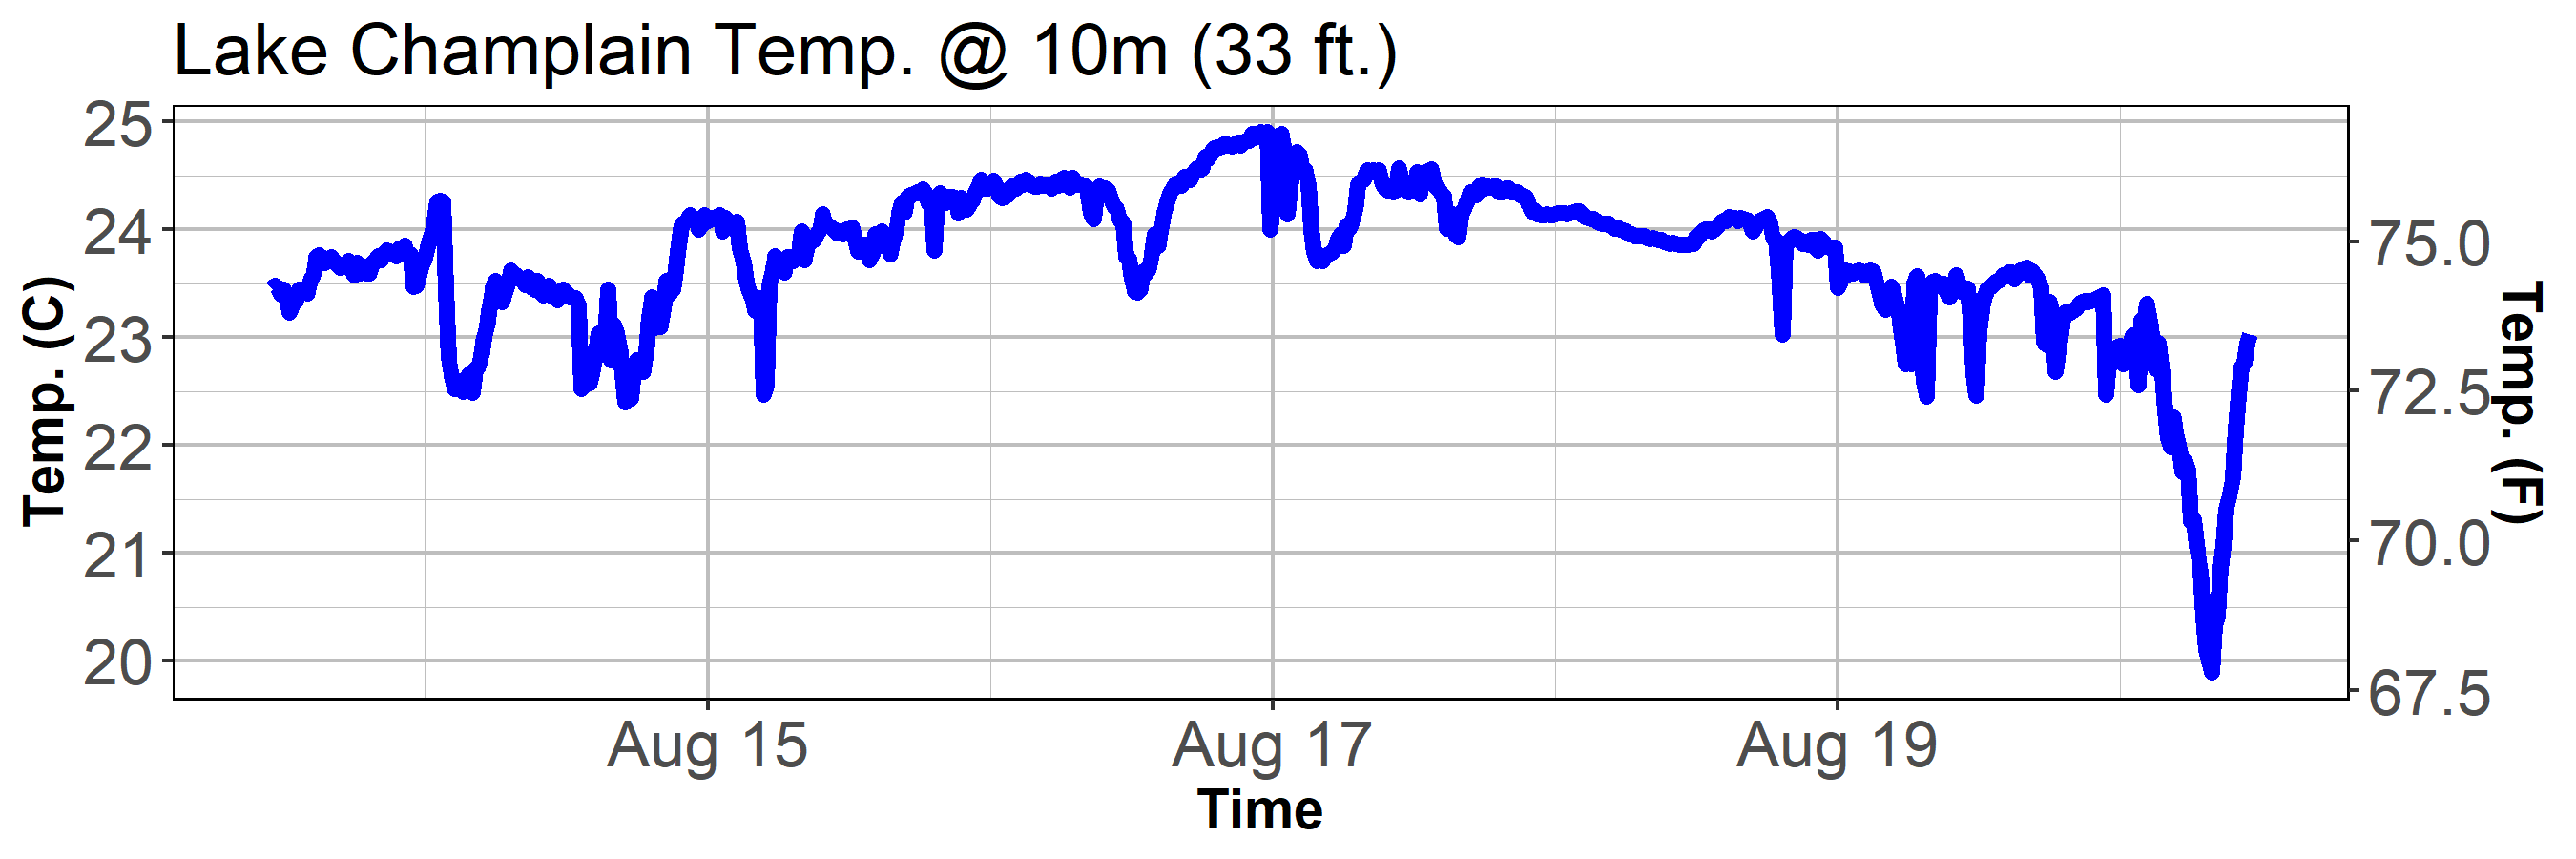 Lake Champlain Temp. @ 10m (33 ft.)
Temp. (C)
25
24
23
22
21
20
75.0
72.5
70.0
67.5
Temp. (F)
Aug 15 Aug 17 Aug 19
Time